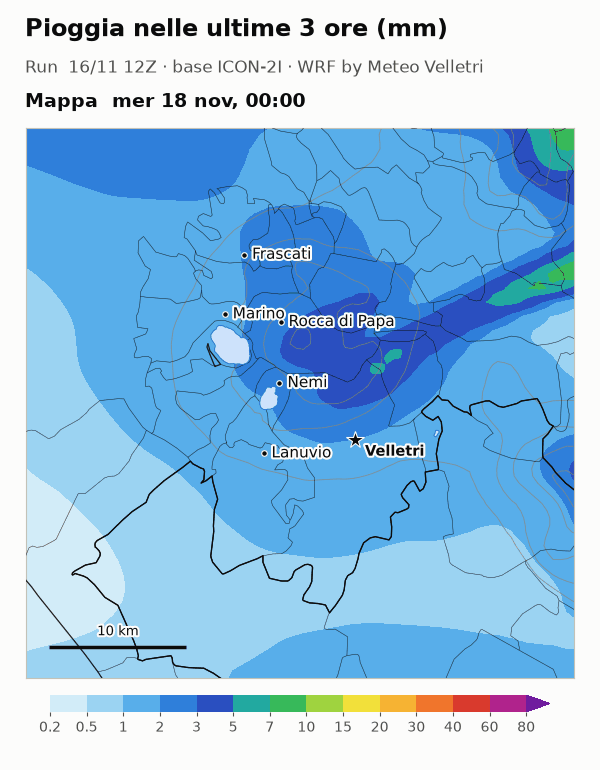 Pioggia nelle ultime 3 ore (mm)
Run  16/11 12Z · base ICON-2I · WRF by Meteo Velletri
Mappa  mer 18 nov, 00:00
Frascati
Marino
Rocca di Papa
Nemi
Velletri
Lanuvio
10 km
0.2 0.5 1 2 3 5 7 10 15 20 30 40 60 80